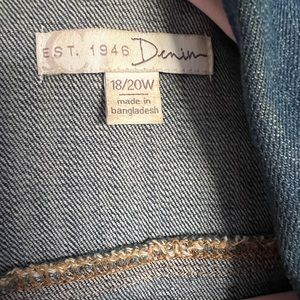 EST. 1946 Denim
18/20W
made in
bangladesh